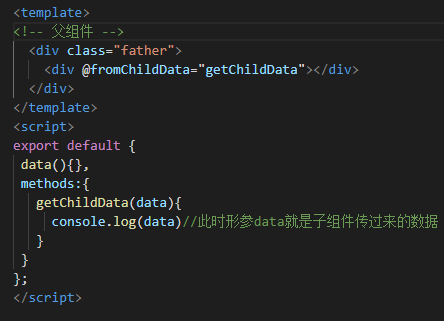 <template>
<!-- 父组件 -->
  <div class="father">
    <div @fromChildData="getChildData"></div>
  </div>
</template>
<script>
export default {
 data(){},
 methods:{
   getChildData(data){
     console.log(data)//此时形参data就是子组件传过来的数据
   }
 }
};
</script>